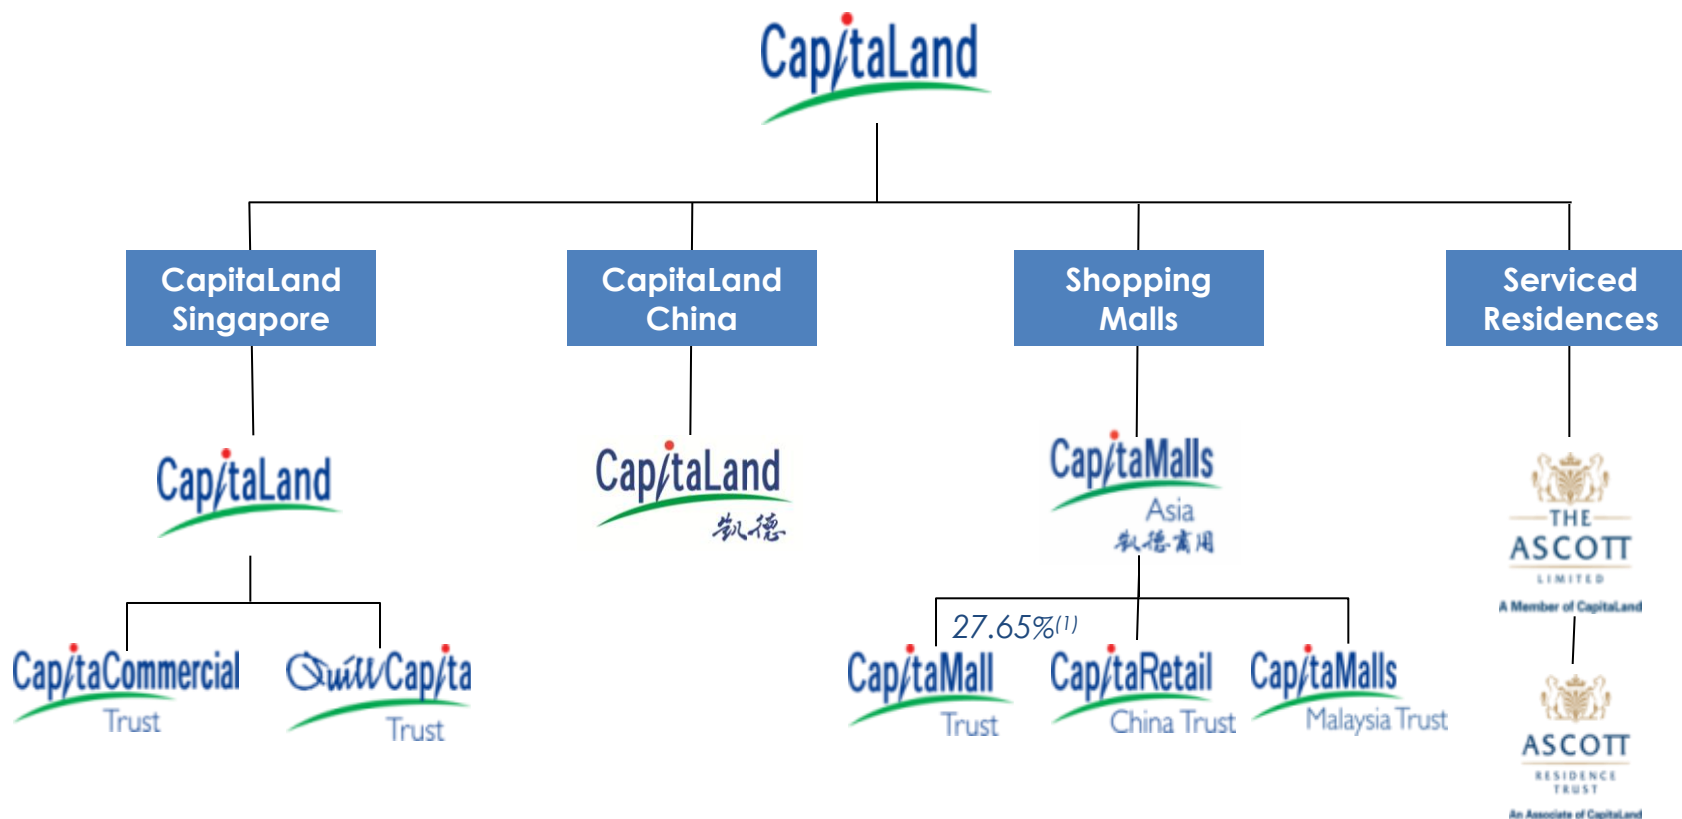 CapitaLand
CapitaLand
Singapore
CapitaLand
China
Shopping
Malls
Serviced
Residences
CapitaLand
CapitaLand
凯德
CapitaMalls
Asia
凯德商用
THE
ASCOTT
LIMITED
A Member of CapitaLand
27.65%(1)
CapitaCommercial
Trust
QuillCapita
Trust
CapitaMall
Trust
CapitaRetail
China Trust
CapitaMalls
Malaysia Trust
ASCOTT
RESIDENCE
TRUST
An Associate of CapitaLand